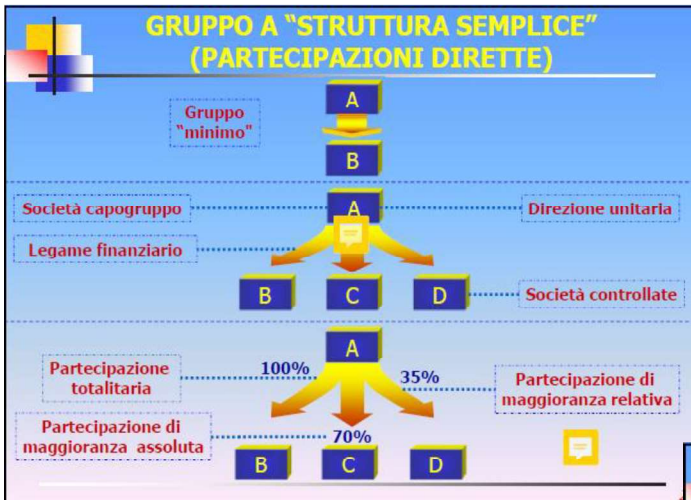 GRUPPO A “STRUTTURA SEMPLICE”
(PARTECIPAZIONI DIRETTE)
A
Gruppo
“minimo"
B
Società capogruppo
A
Direzione unitaria
Legame finanziario
B
C
D
Società controllate
A
Partecipazione
totalitaria
100%
35%
Partecipazione di
maggioranza relativa
Partecipazione di
maggioranza assoluta
70%
B
C
D